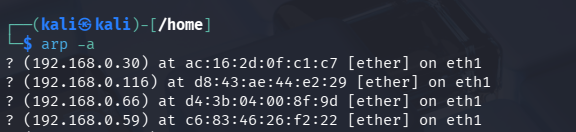 ┌──(kali㉿kali)-[/home]
└─$ arp -a
? (192.168.0.30) at ac:16:2d:0f:c1:c7 [ether] on eth1
? (192.168.0.116) at d8:43:ae:44:e2:29 [ether] on eth1
? (192.168.0.66) at d4:3b:04:00:8f:9d [ether] on eth1
? (192.168.0.59) at c6:83:46:26:f2:22 [ether] on eth1